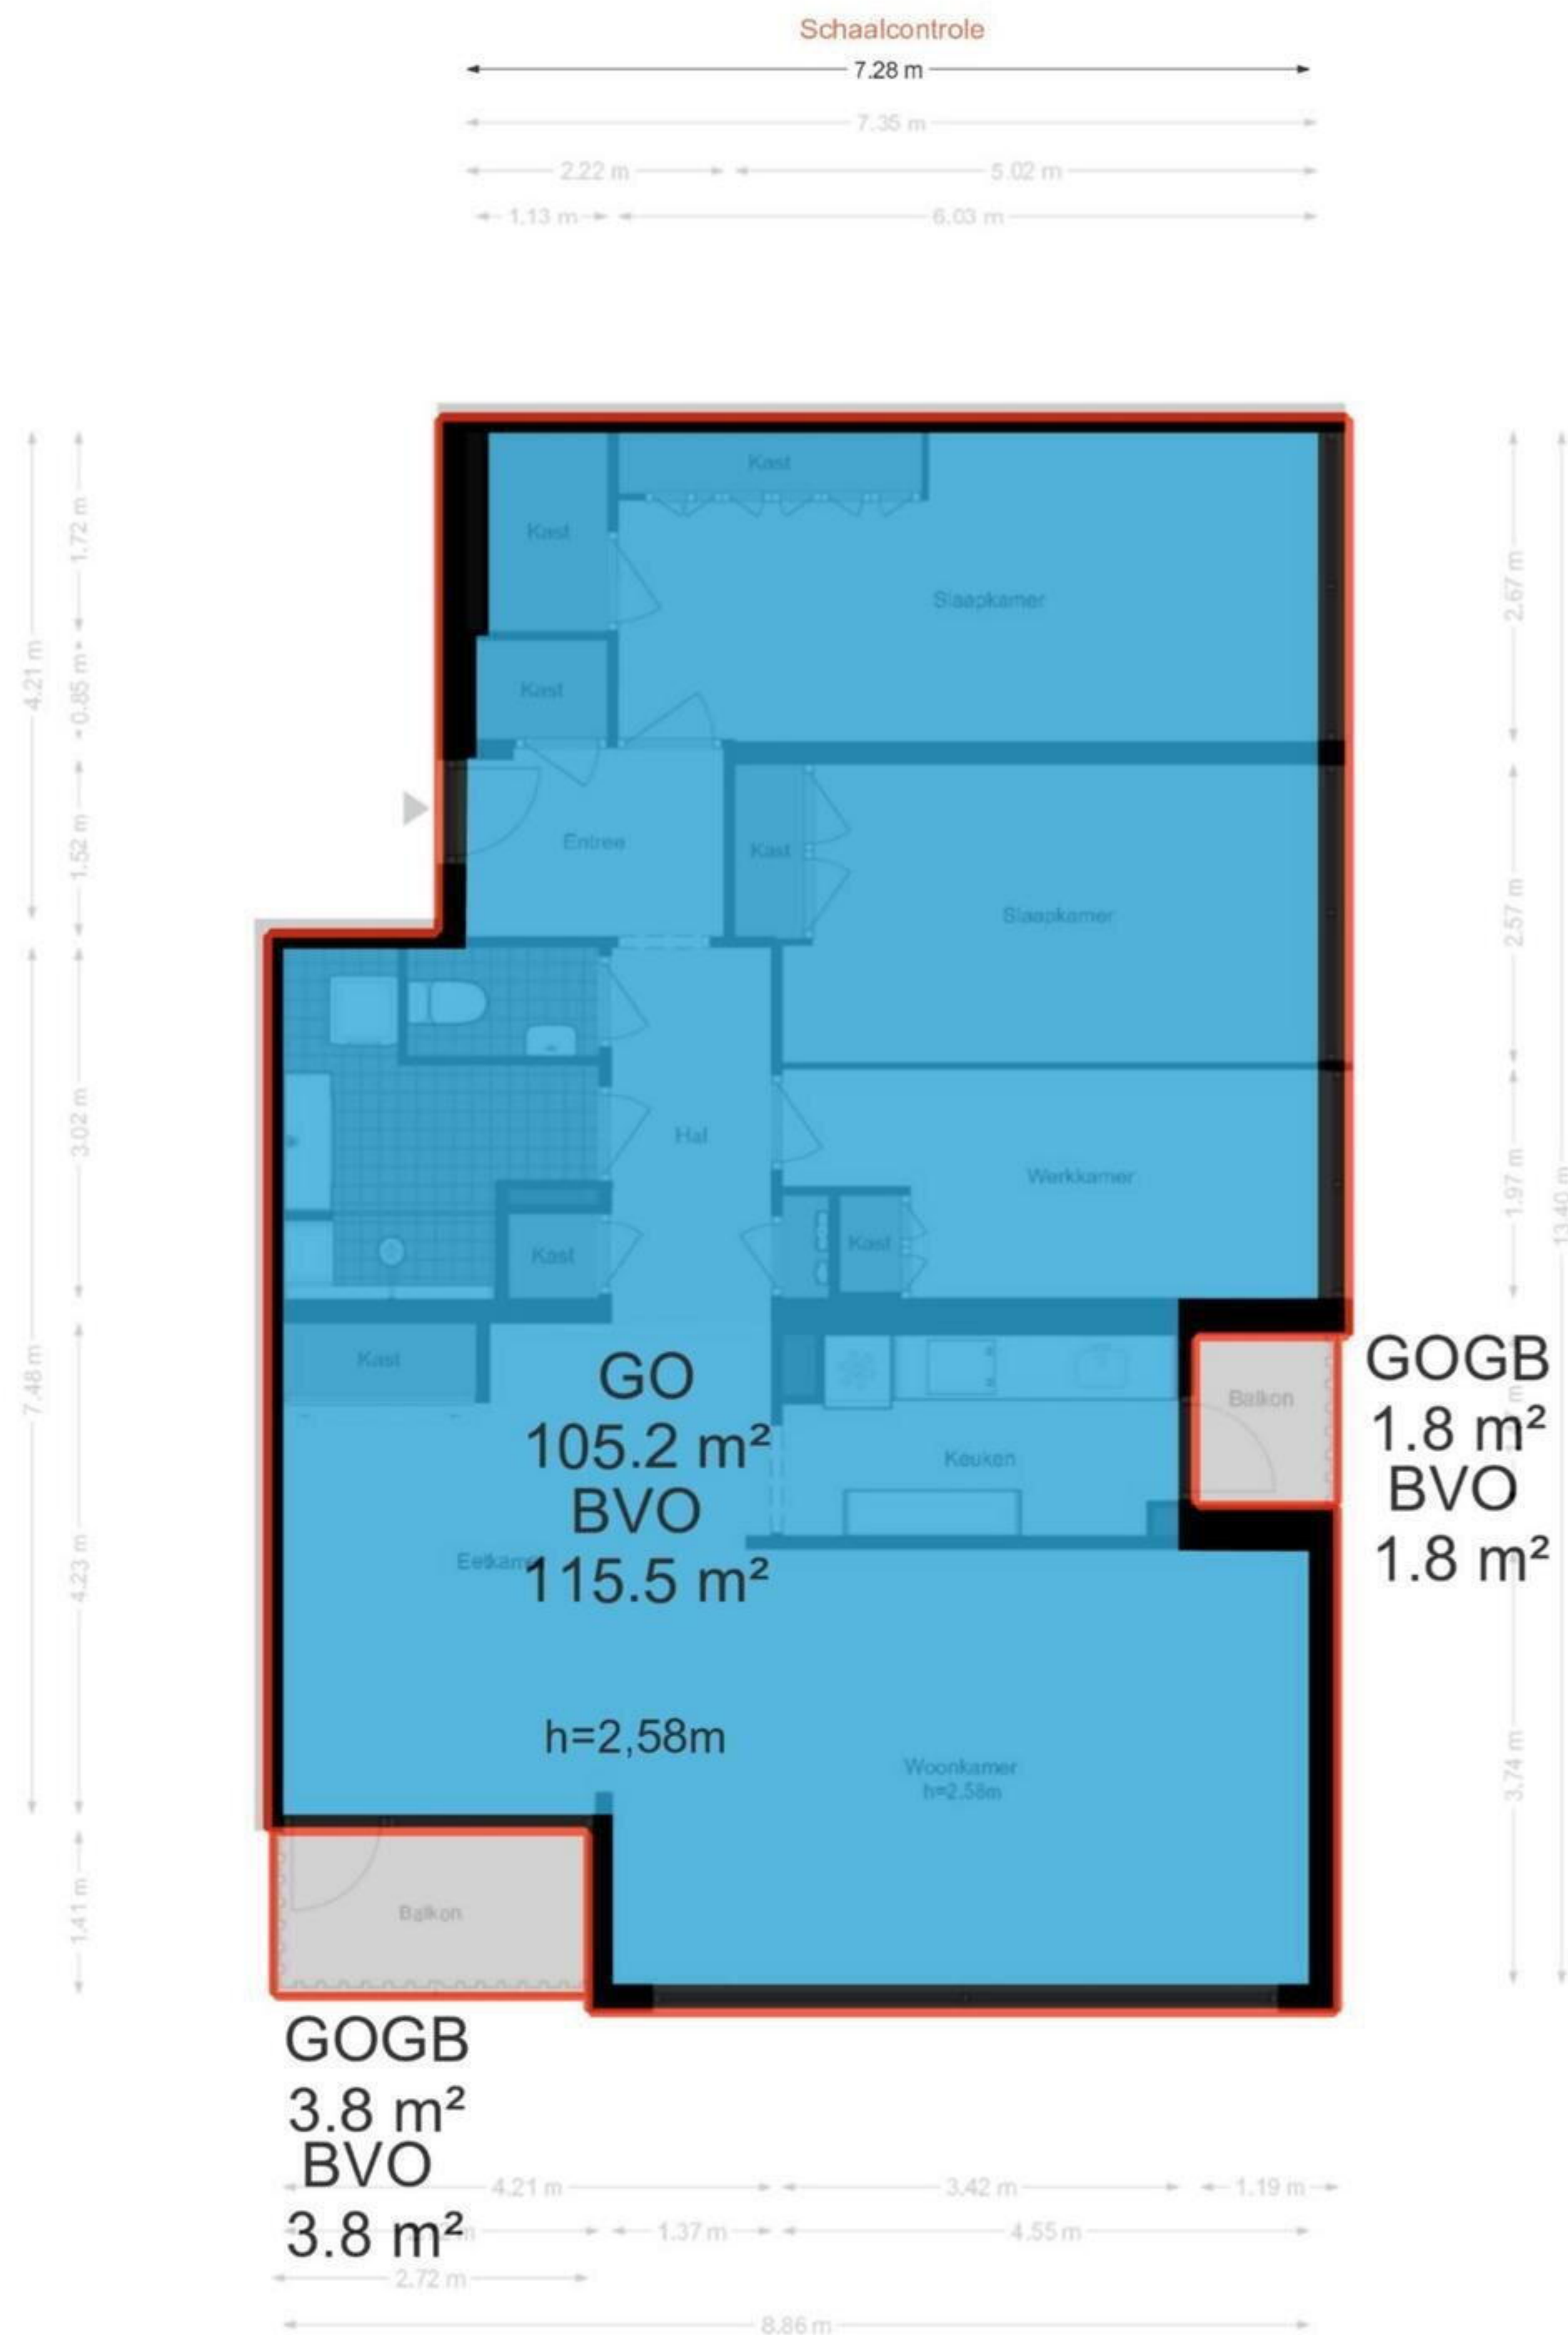 Schaalcontrole
7.28 m
7.35 m
2.22 m
5.02 m
1.13 m
6.03 m
4.21 m
1.72 m
0.85 m
1.52 m
7.48 m
3.02 m
4.23 m
1.41 m
Kast
Kast
Slaapkamer
Kast
Entree
Kast
Slaapkamer
Hal
Werkkamer
Kast
Kast
Kast
Balkon
Keuken
GO
105.2 m²
BVO
115.5 m²
h=2,58m
Woonkamer
h=2.58m
Balkon
2.67 m
2.57 m
1.97 m
13.40 m
3.74 m
GOGB
1.8 m²
BVO
1.8 m²
GOGB
3.8 m²
BVO
3.8 m²
4.21 m
3.42 m
1.19 m
1.37 m
4.55 m
2.72 m
8.86 m